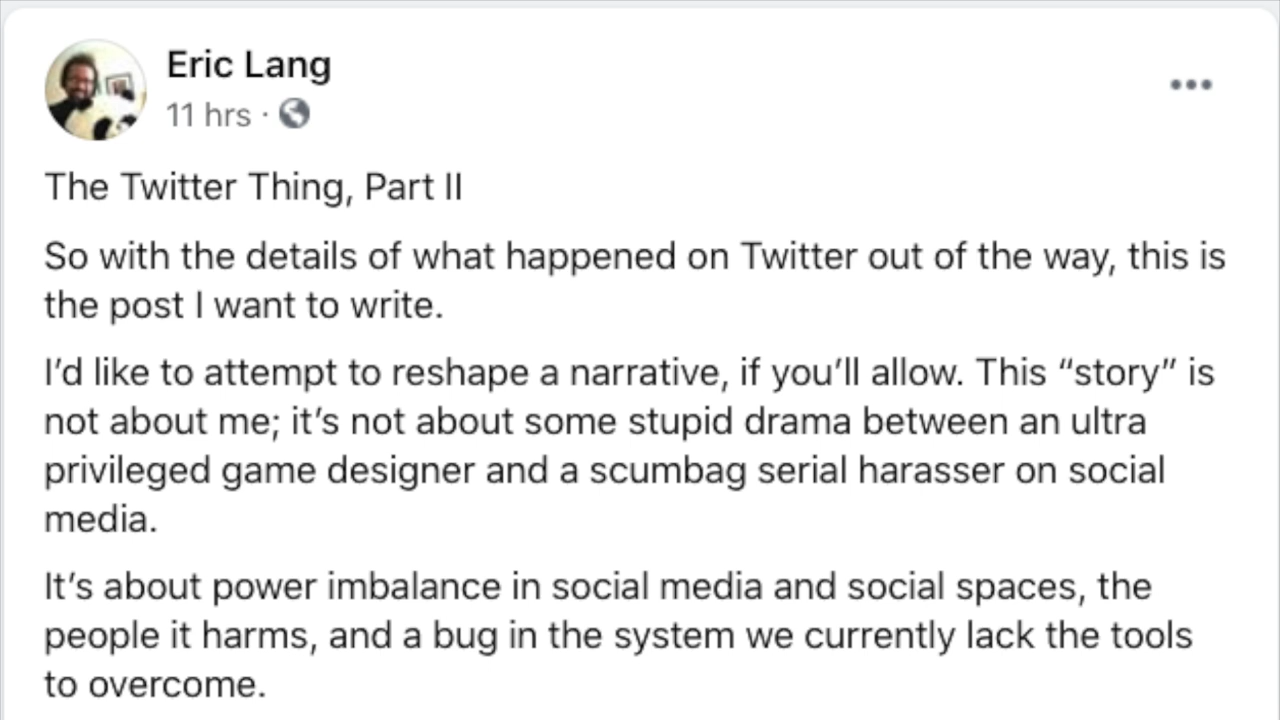 Eric Lang
11 hrs ·
The Twitter Thing, Part II
So with the details of what happened on Twitter out of the way, this is
the post I want to write.
I’d like to attempt to reshape a narrative, if you’ll allow. This “story” is
not about me; it’s not about some stupid drama between an ultra
privileged game designer and a scumbag serial harasser on social
media.
It’s about power imbalance in social media and social spaces, the
people it harms, and a bug in the system we currently lack the tools
to overcome.